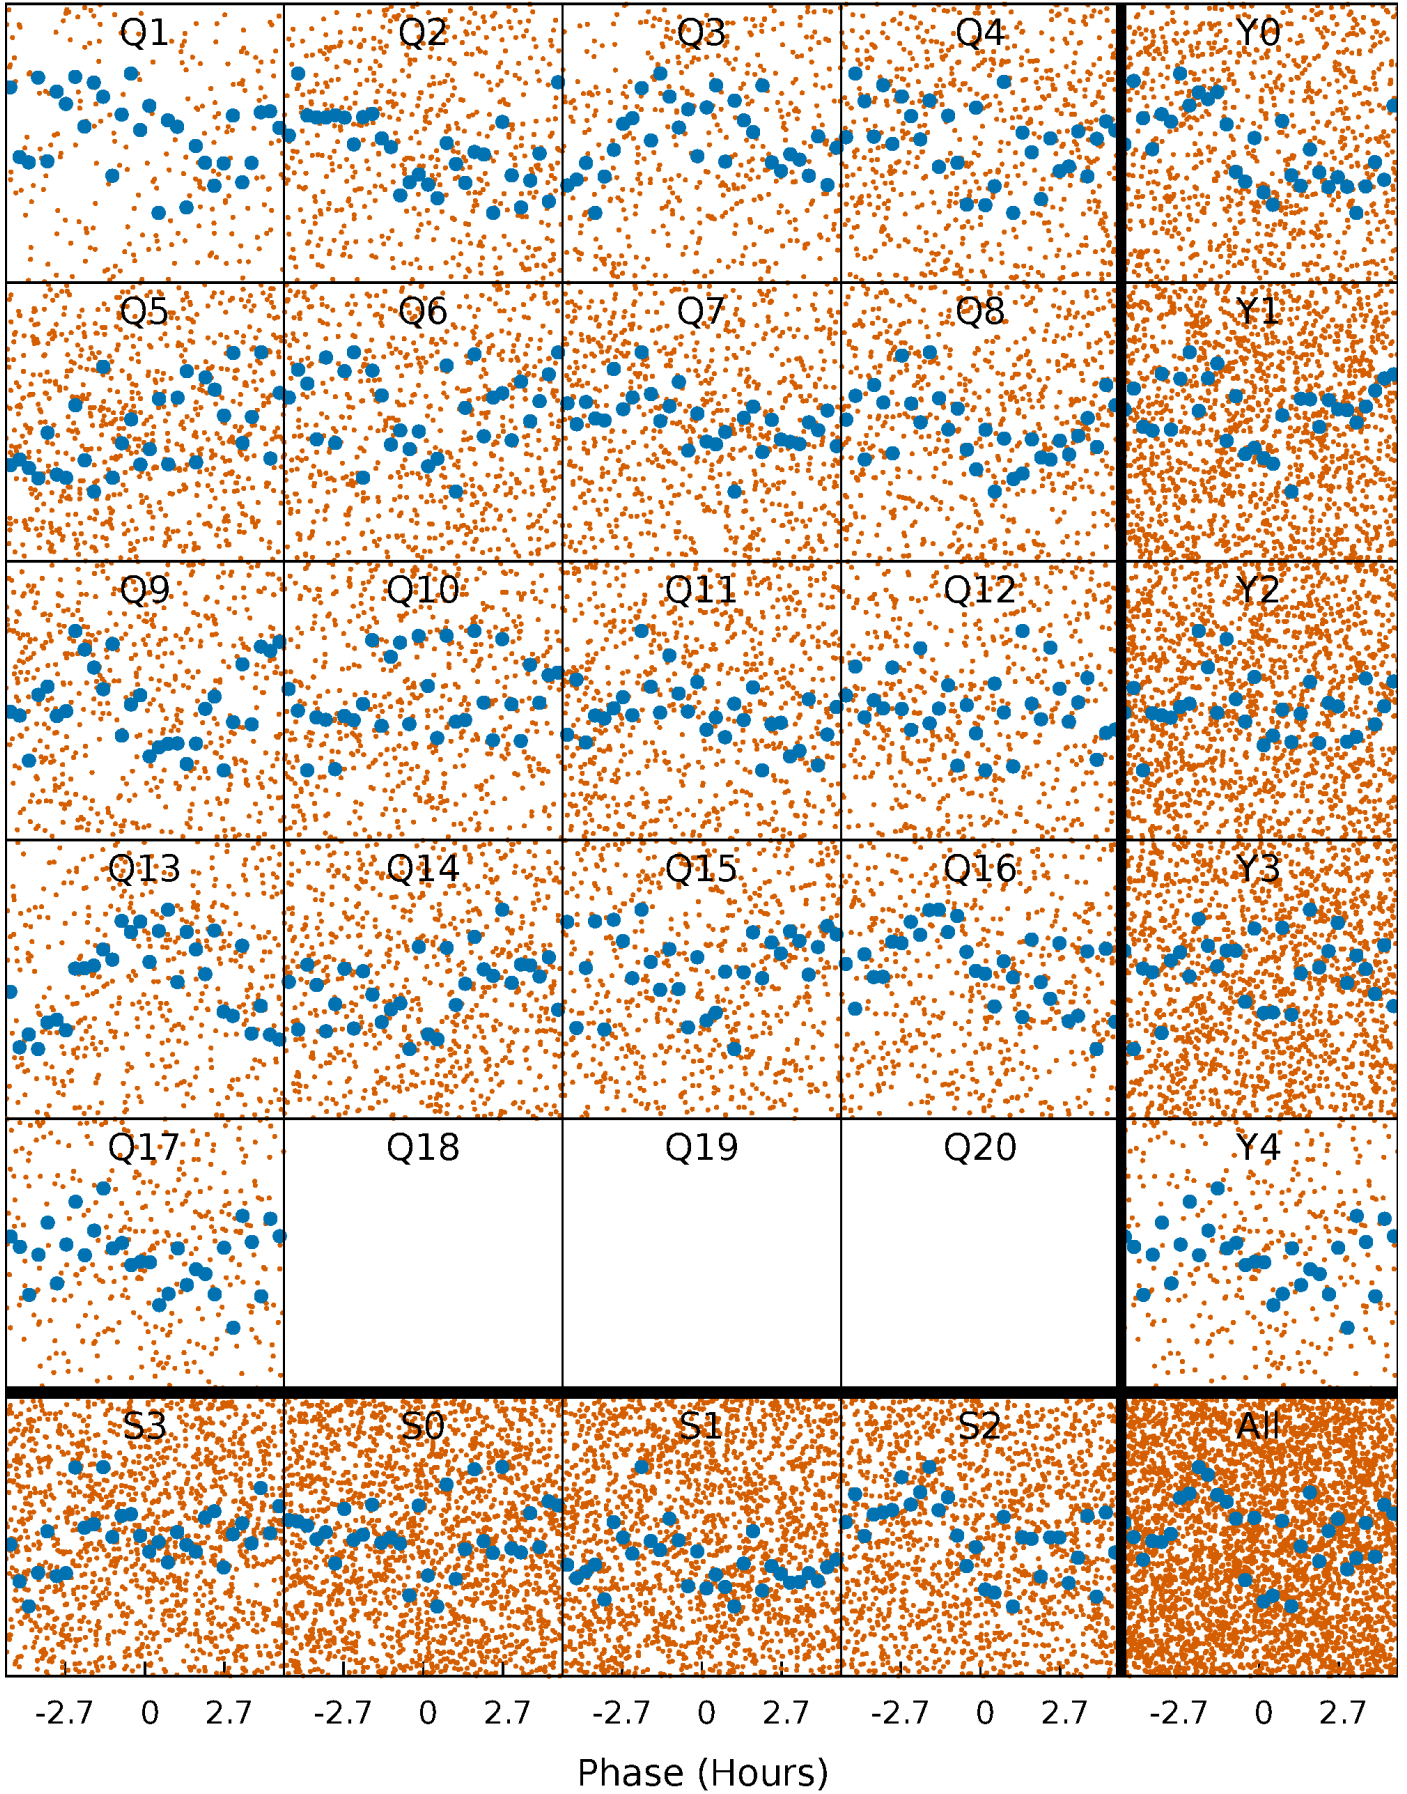 Q1 Q2 Q3 Q4 Y0
Q5 Q6 Q7 Q8 Y1
Q9 Q10 Q11 Q12 Y2
Q13 Q14 Q15 Q16 Y3
Q17 Q18 Q19 Q20 Y4
S3 S0 S1 S2 All
-2.7 0 2.7 -2.7 0 2.7 -2.7 0 2.7 -2.7 0 2.7 -2.7 0 2.7
Phase (Hours)